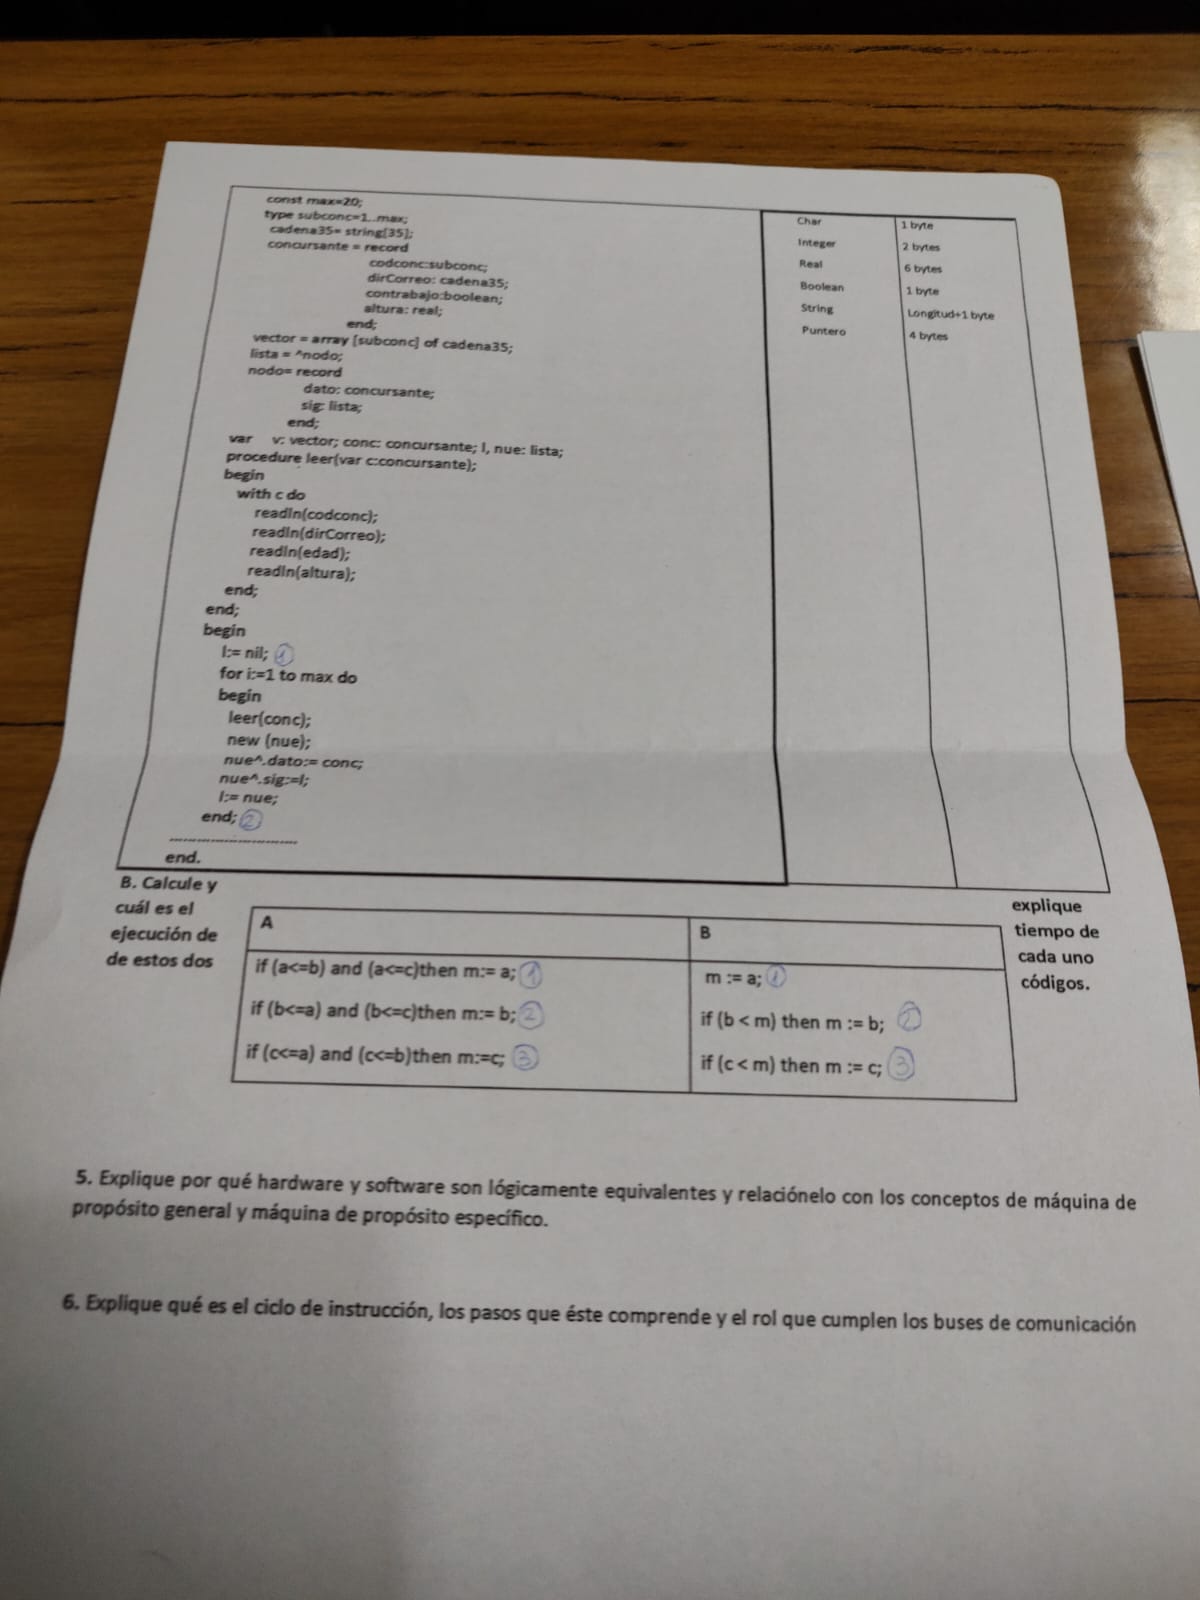 const max=20;
type subconc=1..max;
cadena35= string[35];
concursante = record
codconc:subconc;
dirCorreo: cadena35;
contrabajo:boolean;
altura: real;
end;
vector = array [subconc] of cadena35;
lista = ^nodo;
nodo= record
dato: concursante;
sig: lista;
end;
var v: vector; conc: concursante; l, nue: lista;
procedure leer(var c:concursante);
begin
with c do
readln(codconc);
readln(dirCorreo);
readln(edad);
readln(altura);
end;
end;
begin
l:= nil; 1
for i:=1 to max do
begin
leer(conc);
new (nue);
nue^.dato:= conc;
nue^.sig:=l;
l:= nue;
end; 2
............................
end.
Char 1 byte
Integer 2 bytes
Real 6 bytes
Boolean 1 byte
String Longitud+1 byte
Puntero 4 bytes
B. Calcule y explique
cuál es el tiempo de
ejecución de cada uno
de estos dos códigos.
A
if (a<=b) and (a<=c)then m:= a; 1
if (b<=a) and (b<=c)then m:= b; 2
if (c<=a) and (c<=b)then m:=c; 3
B
m := a; 1
if (b < m) then m := b; 2
if (c < m) then m := c; 3
5. Explique por qué hardware y software son lógicamente equivalentes y relaciónelo con los conceptos de máquina de
propósito general y máquina de propósito específico.
6. Explique qué es el ciclo de instrucción, los pasos que éste comprende y el rol que cumplen los buses de comunicación